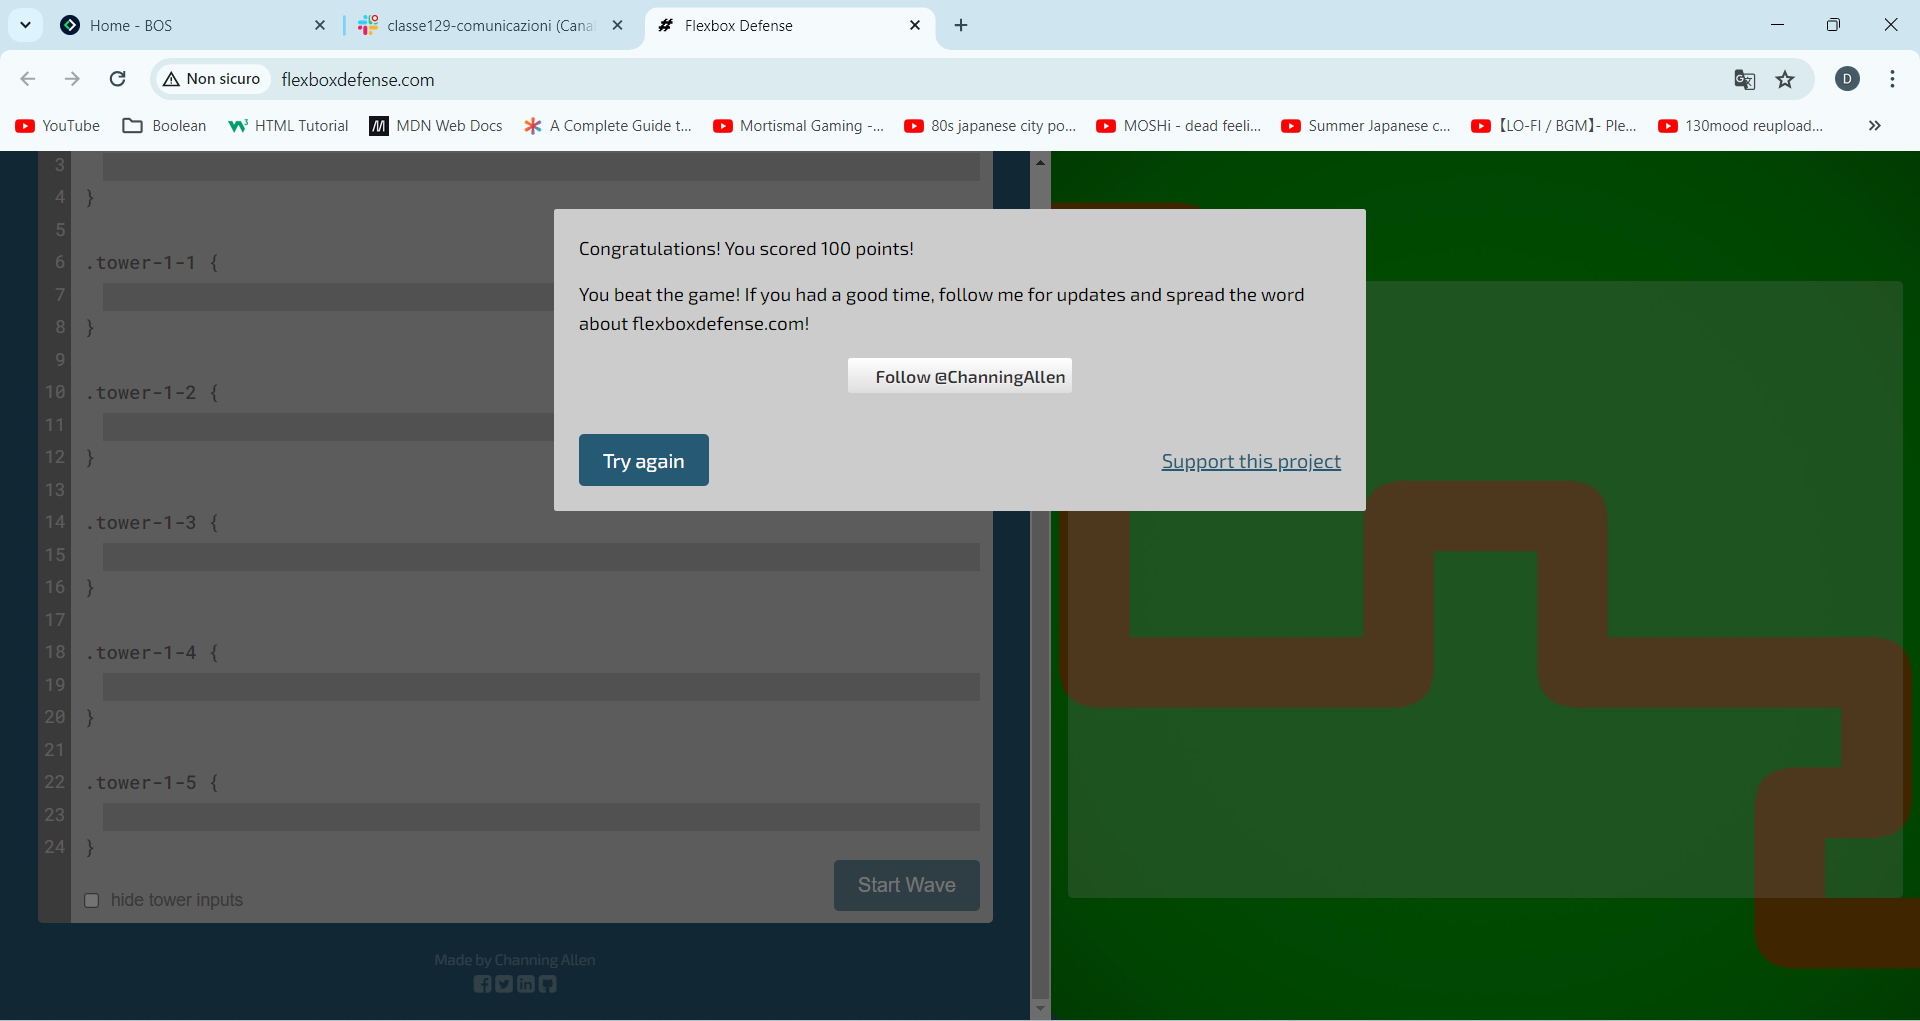 Home - BOS
classe129-comunicazioni (Cana
Flexbox Defense
Non sicuro
flexboxdefense.com
D
YouTube
Boolean
HTML Tutorial
MDN Web Docs
A Complete Guide t...
Mortismal Gaming -...
80s japanese city po...
MOSHi - dead feeli...
Summer Japanese c...
【LO-FI / BGM】- Ple...
130mood reupload...
3
4 }
5
6 .tower-1-1 {
7
8 }
9
10 .tower-1-2 {
11
12 }
13
14 .tower-1-3 {
15
16 }
17
18 .tower-1-4 {
19
20 }
21
22 .tower-1-5 {
23
24 }
hide tower inputs
Start Wave
Made by Channing Allen
Congratulations! You scored 100 points!
You beat the game! If you had a good time, follow me for updates and spread the word
about flexboxdefense.com!
Follow @ChanningAllen
Try again
Support this project